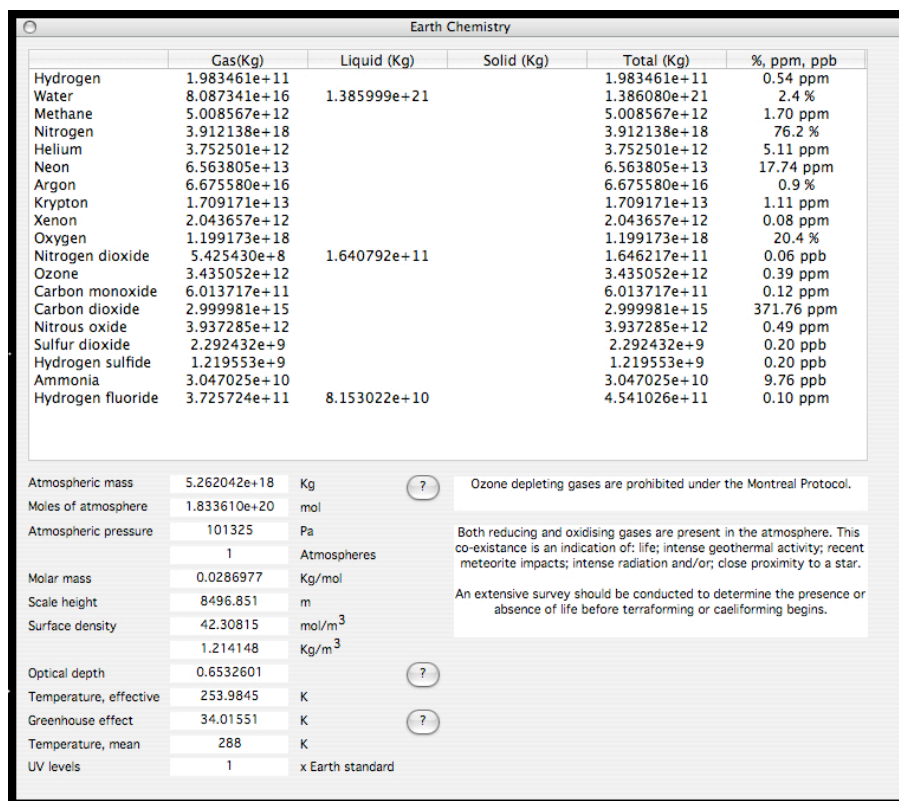 Earth Chemistry
Gas(Kg) Liquid (Kg) Solid (Kg) Total (Kg) %, ppm, ppb
Hydrogen 1.983461e+11 1.983461e+11 0.54 ppm
Water 8.087341e+16 1.385999e+21 1.386080e+21 2.4 %
Methane 5.008567e+12 5.008567e+12 1.70 ppm
Nitrogen 3.912138e+18 3.912138e+18 76.2 %
Helium 3.752501e+12 3.752501e+12 5.11 ppm
Neon 6.563805e+13 6.563805e+13 17.74 ppm
Argon 6.675580e+16 6.675580e+16 0.9 %
Krypton 1.709171e+13 1.709171e+13 1.11 ppm
Xenon 2.043657e+12 2.043657e+12 0.08 ppm
Oxygen 1.199173e+18 1.199173e+18 20.4 %
Nitrogen dioxide 5.425430e+8 1.640792e+11 1.646217e+11 0.06 ppb
Ozone 3.435052e+12 3.435052e+12 0.39 ppm
Carbon monoxide 6.013717e+11 6.013717e+11 0.12 ppm
Carbon dioxide 2.999981e+15 2.999981e+15 371.76 ppm
Nitrous oxide 3.937285e+12 3.937285e+12 0.49 ppm
Sulfur dioxide 2.292432e+9 2.292432e+9 0.20 ppb
Hydrogen sulfide 1.219553e+9 1.219553e+9 0.20 ppb
Ammonia 3.047025e+10 3.047025e+10 9.76 ppb
Hydrogen fluoride 3.725724e+11 8.153022e+10 4.541026e+11 0.10 ppm
Atmospheric mass 5.262042e+18 Kg ?
Moles of atmosphere 1.833610e+20 mol
Atmospheric pressure 101325 Pa
1 Atmospheres
Molar mass 0.0286977 Kg/mol
Scale height 8496.851 m
Surface density 42.30815 mol/m3
1.214148 Kg/m3
Optical depth 0.6532601 ?
Temperature, effective 253.9845 K
Greenhouse effect 34.01551 K ?
Temperature, mean 288 K
UV levels 1 x Earth standard
Ozone depleting gases are prohibited under the Montreal Protocol.
Both reducing and oxidising gases are present in the atmosphere. This
co-existance is an indication of: life; intense geothermal activity; recent
meteorite impacts; intense radiation and/or; close proximity to a star.
An extensive survey should be conducted to determine the presence or
absence of life before terraforming or caeliforming begins.